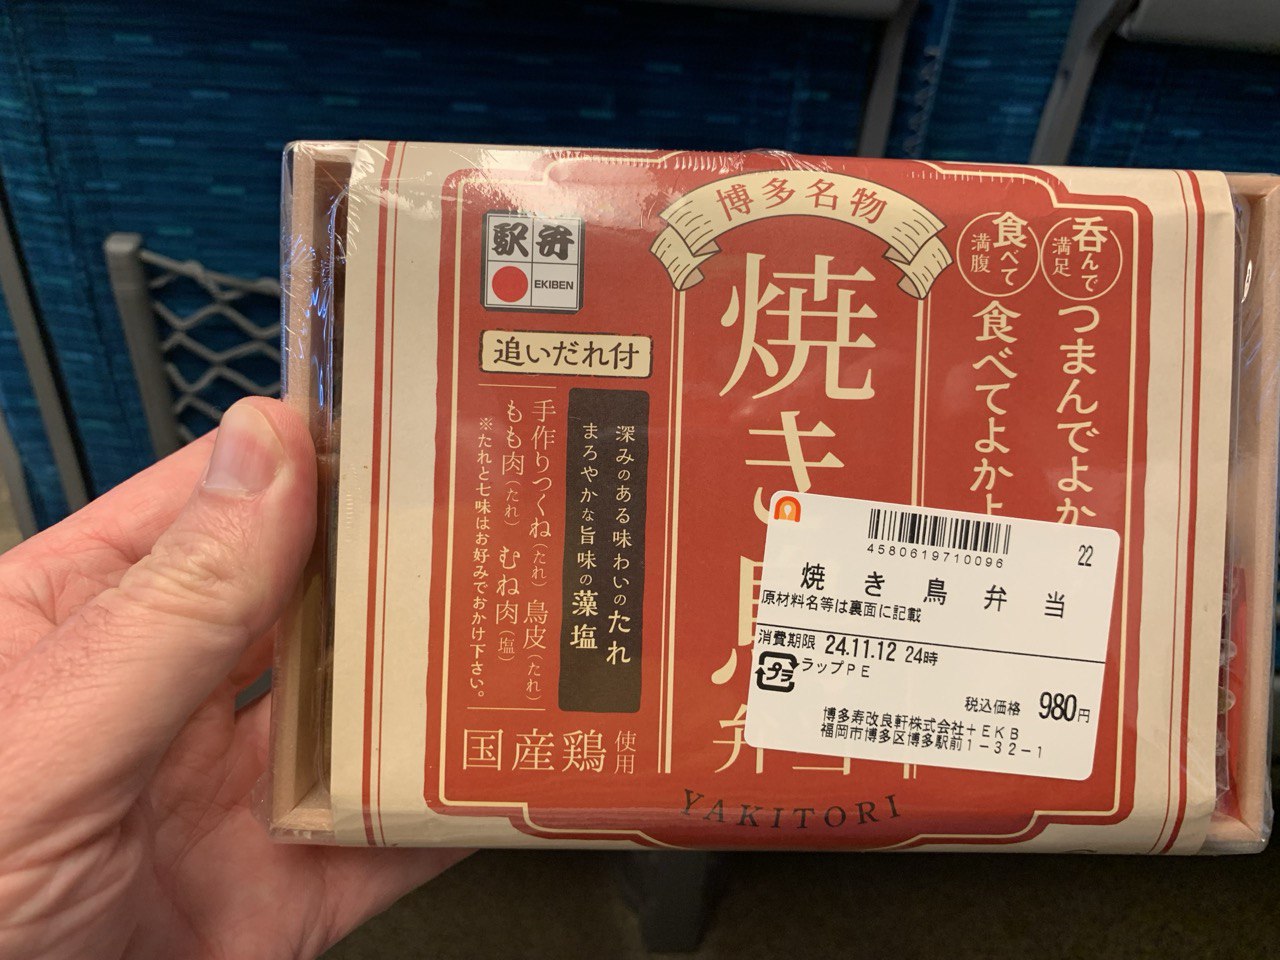 博多名物
焼き鳥弁当
YAKITORI
呑んで満足
つまんでよか
食べて満腹
食べてよかよ
駅弁
EKIBEN
追いだれ付
深みのある味わいのたれ
まろやかな旨味の藻塩
手作りつくね(たれ) 鳥皮(たれ)
もも肉(たれ) むね肉(塩)
※たれと七味はお好みでおかけ下さい。
国産鶏使用
4580619710096
22
焼き鳥弁当
原材料名等は裏面に記載
消費期限 24.11.12 24時
プラ
ラップPE
税込価格 980円
博多寿改良軒株式会社+EKB
福岡市博多区博多駅前1-32-1